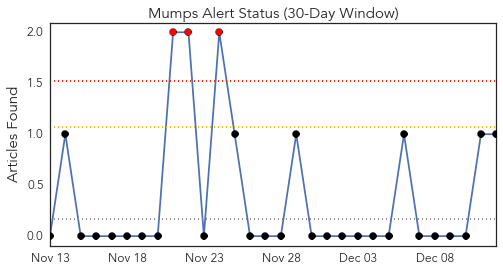 Mumps Alert Status (30-Day Window)
Articles Found
2.0
1.5
1.0
0.5
0.0
Nov 13 Nov 18 Nov 23 Nov 28 Dec 03 Dec 08